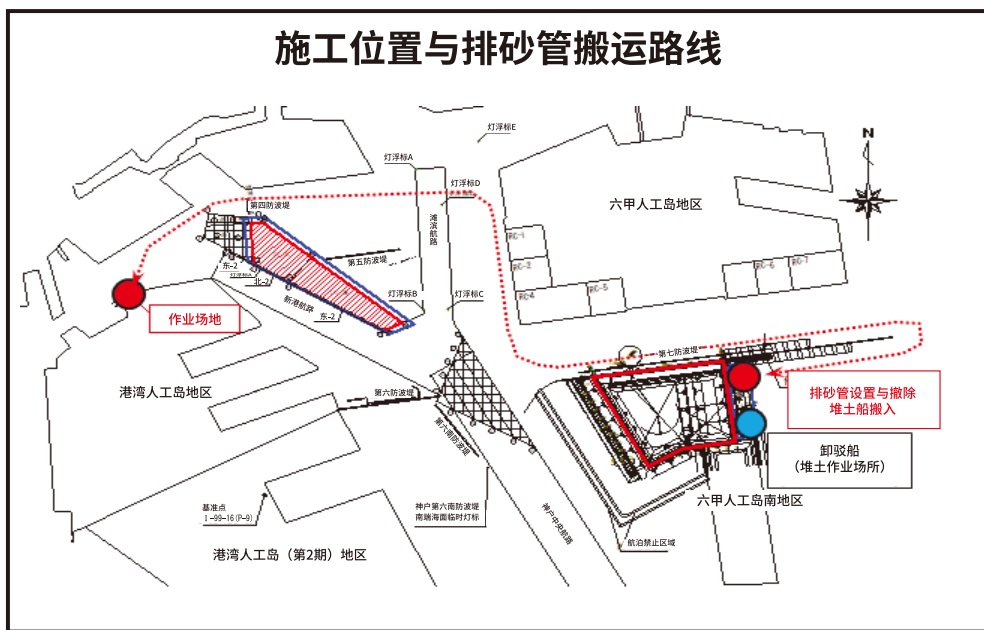 施工位置与排砂管搬运路线
灯浮标E
N
灯浮标A
灯浮标D
六甲人工岛地区
第四防波堤
滩滨航路
RC-1
RC-2
RC-4
RC-5
RC-6
RC-7
第五防波堤
东-2
北-2
灯浮标B
灯浮标C
新港航路
东-2
作业场地
第七防波堤
港湾人工岛地区
第六防波堤
第六南防波堤
排砂管设置与撤除
堆土船搬入
卸驳船
（堆土作业场所）
六甲人工岛南地区
基准点
I-99-16(P-9)
神户第六南防波堤
南端海面临时灯标
神户中央航路
航泊禁止区域
港湾人工岛（第2期）地区